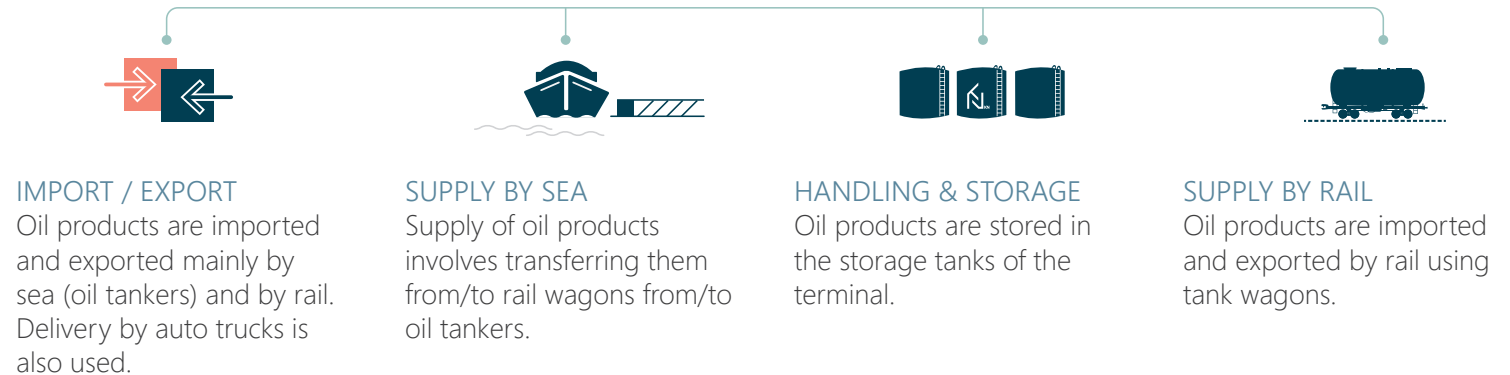 IMPORT / EXPORT
Oil products are imported
and exported mainly by
sea (oil tankers) and by rail.
Delivery by auto trucks is
also used.
SUPPLY BY SEA
Supply of oil products
involves transferring them
from/to rail wagons from/to
oil tankers.
KN
HANDLING & STORAGE
Oil products are stored in
the storage tanks of the
terminal.
SUPPLY BY RAIL
Oil products are imported
and exported by rail using
tank wagons.